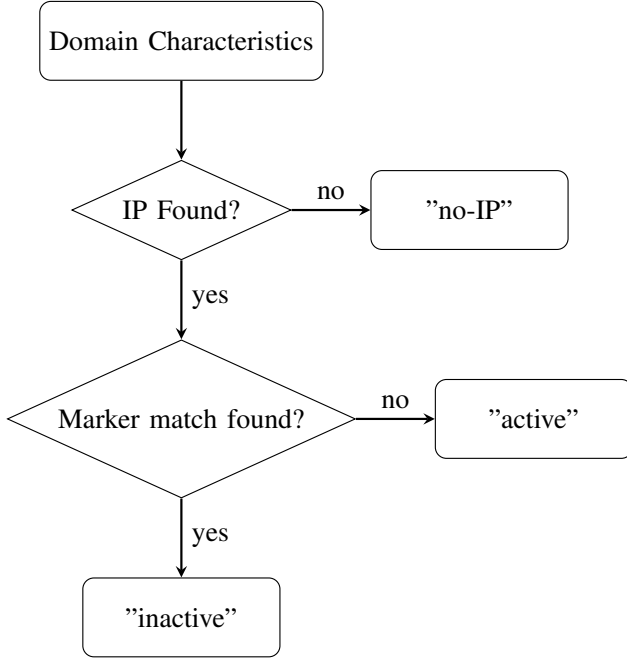 Domain Characteristics
IP Found?
no
”no-IP”
yes
Marker match found?
no
”active”
yes
”inactive”